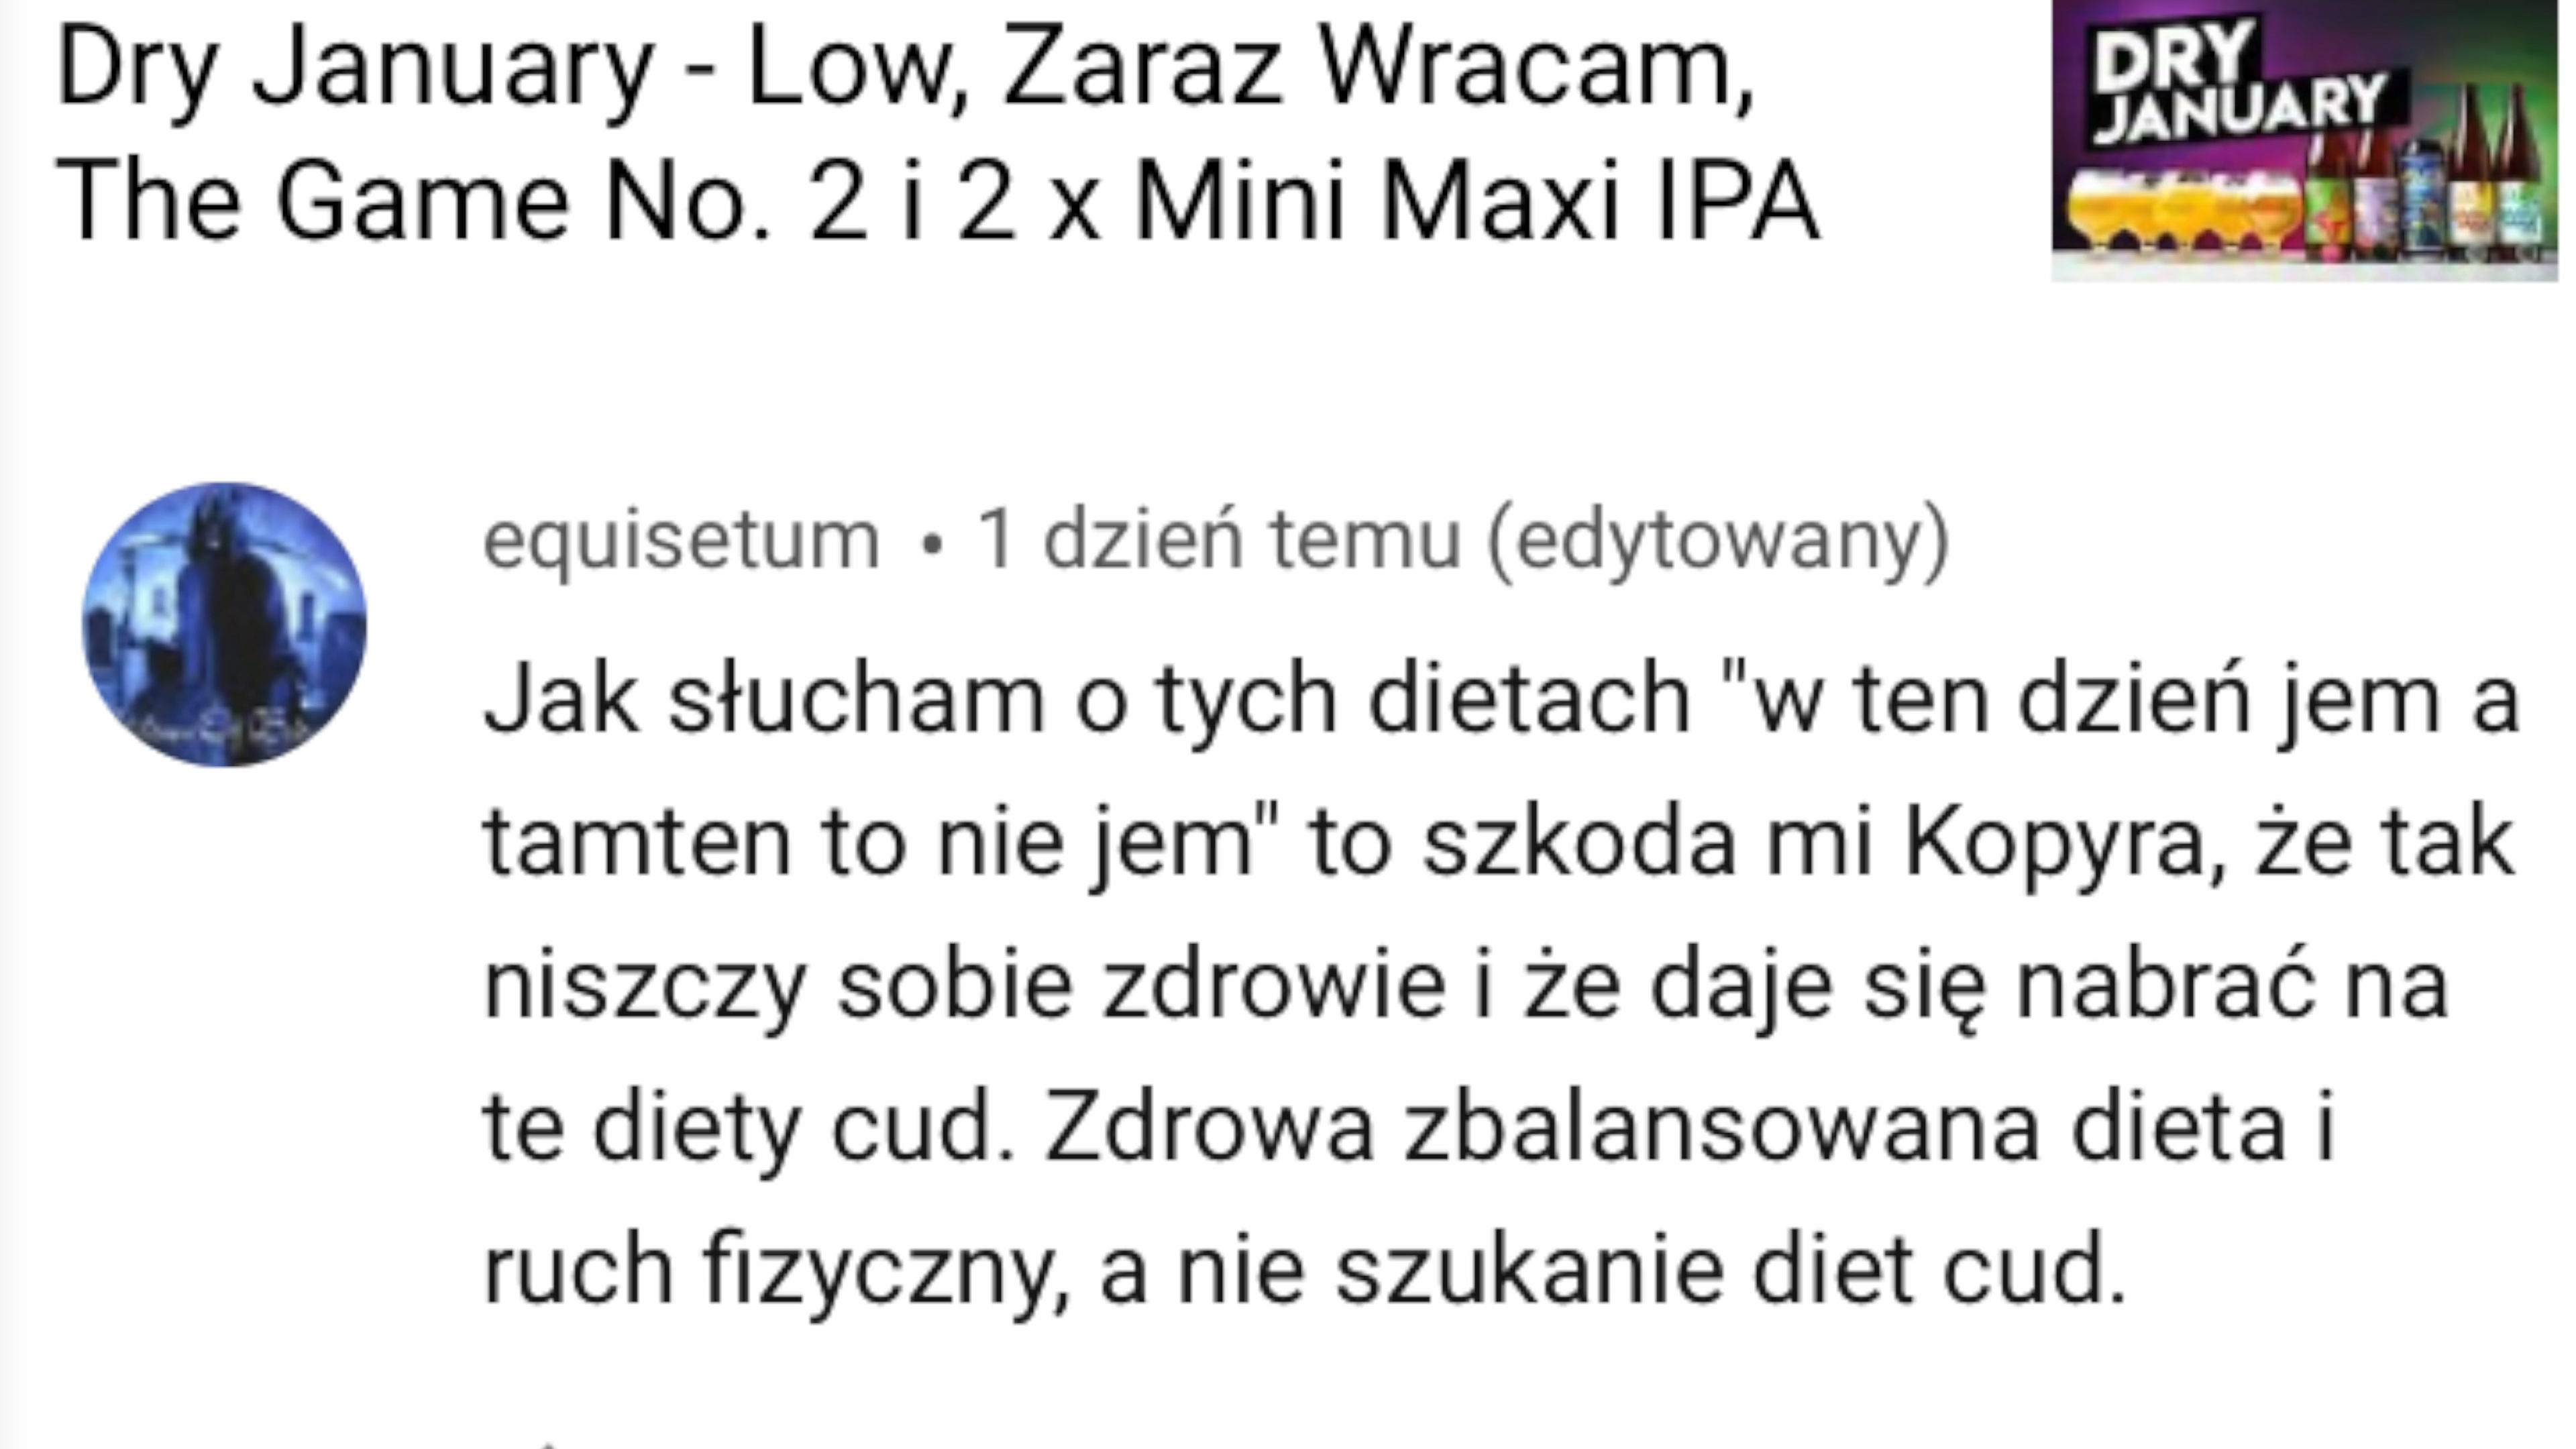 Dry January - Low, Zaraz Wracam,
The Game No. 2 i 2 x Mini Maxi IPA
DRY
JANUARY
equisetum • 1 dzień temu (edytowany)
Jak słucham o tych dietach "w ten dzień jem a
tamten to nie jem" to szkoda mi Kopyra, że tak
niszczy sobie zdrowie i że daje się nabrać na
te diety cud. Zdrowa zbalansowana dieta i
ruch fizyczny, a nie szukanie diet cud.